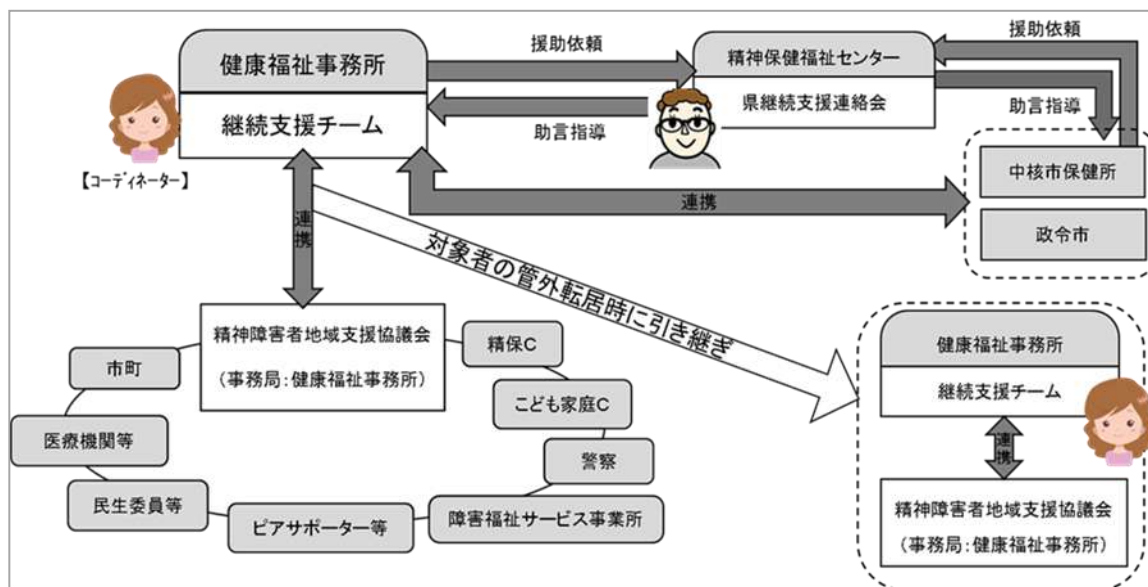 健康福祉事務所
継続支援チーム
【コーディネーター】
援助依頼
助言指導
精神保健福祉センター
県継続支援連絡会
援助依頼
助言指導
中核市保健所
政令市
連携
連携
対象者の管外転居時に引き継ぎ
精神障害者地域支援協議会
(事務局:健康福祉事務所)
市町
医療機関等
民生委員等
ピアサポーター等
障害福祉サービス事業所
警察
こども家庭C
精保C
健康福祉事務所
継続支援チーム
連携
精神障害者地域支援協議会
(事務局:健康福祉事務所)